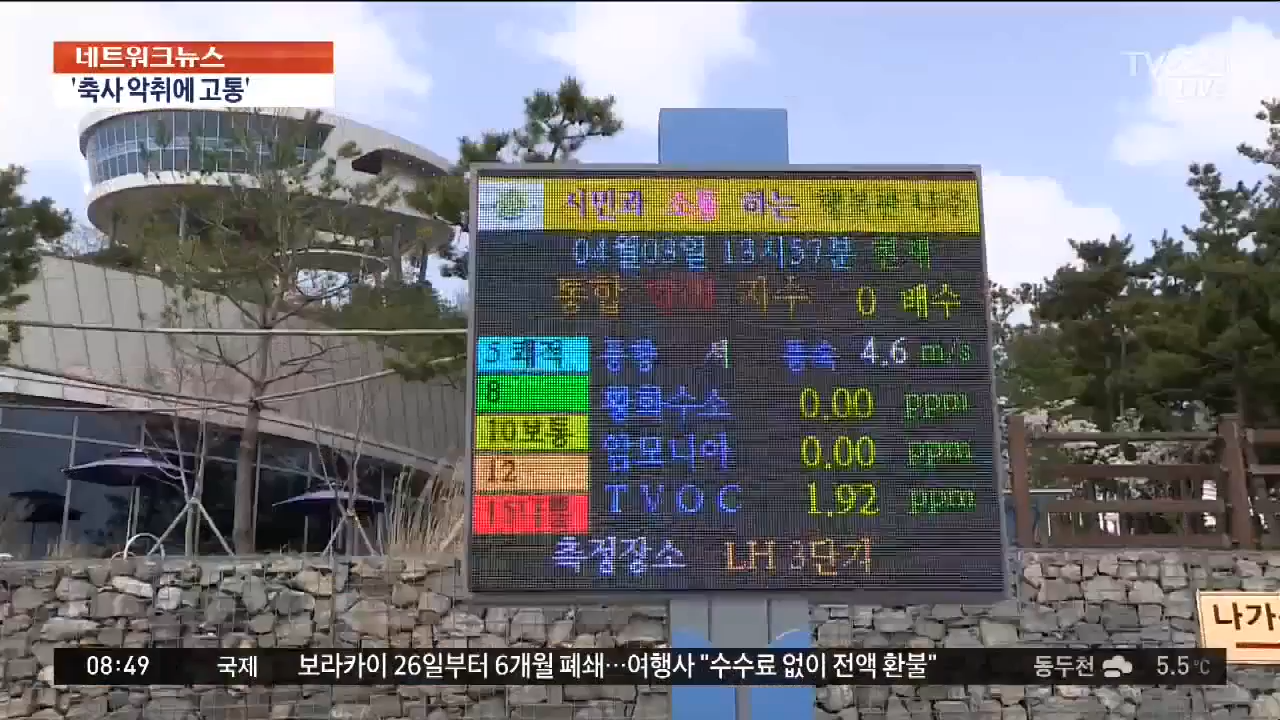 네트워크뉴스
'축사 악취에 고통'
TV조선
LIVE
시민과 소통 하는
04월03일 13시57분 현재
통합 악취 지수 0 배수
5 쾌적
풍향 서 풍속 4.6 m/s
8
황화수소 0.00 ppm
10보통
암모니아 0.00 ppm
12
TVOC 1.92 ppm
15
측정장소 LH 3단지
나가
08:49 국제 보라카이 26일부터 6개월 폐쇄…여행사 "수수료 없이 전액 환불" 동두천 5.5℃